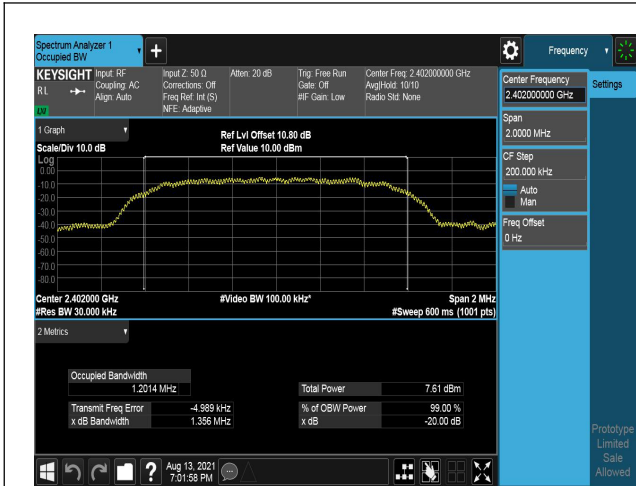 Spectrum Analyzer 1
Occupied BW
Frequency
KEYSIGHT
R L
Input: RF
Coupling: AC
Align: Auto
Input Z: 50 Ω
Corrections: Off
Freq Ref: Int (S)
NFE: Adaptive
Atten: 20 dB
Trig: Free Run
Gate: Off
#IF Gain: Low
Center Freq: 2.402000000 GHz
Avg|Hold: 10/10
Radio Std: None
Center Frequency
2.402000000 GHz
Settings
Span
2.0000 MHz
CF Step
200.000 kHz
Auto
Man
Freq Offset
0 Hz
1 Graph
Scale/Div 10.0 dB
Ref Lvl Offset 10.80 dB
Ref Value 10.00 dBm
Log
0.00
-10.0
-20.0
-30.0
-40.0
-50.0
-60.0
-70.0
-80.0
Center 2.402000 GHz
#Video BW 100.00 kHz*
Span 2 MHz
#Res BW 30.000 kHz
#Sweep 600 ms (1001 pts)
2 Metrics
Occupied Bandwidth
1.2014 MHz
Total Power 7.61 dBm
Transmit Freq Error -4.989 kHz
% of OBW Power 99.00 %
x dB Bandwidth 1.356 MHz
x dB -20.00 dB
Prototype
Limited
Sale
Allowed
Aug 13, 2021
7:01:58 PM